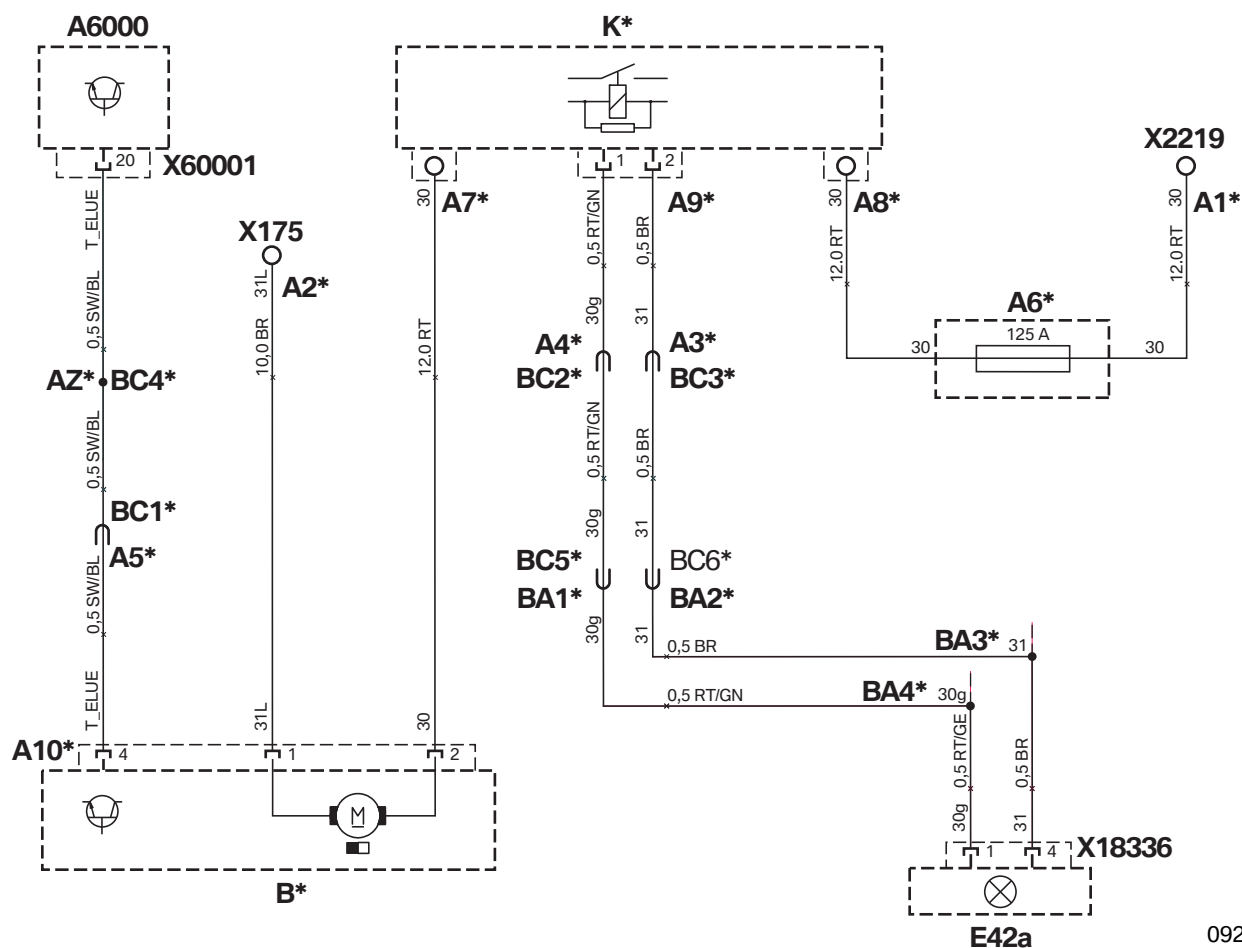 A6000
K*
20
X60001
1
2
X2219
30
A7*
A9*
30
A8*
30
A1*
T_ELUE
X175
0,5 RT/GN
0,5 BR
12.0 RT
12.0 RT
31L
A2*
A6*
125 A
30
30
0,5 SW/BL
10,0 BR
12.0 RT
30g
31
A4*
A3*
BC2*
BC3*
AZ*
BC4*
0,5 SW/BL
0,5 RT/GN
0,5 BR
BC1*
A5*
30g
31
BC5*
BC6*
BA1*
BA2*
0,5 SW/BL
30g
31
0,5 BR
BA3*
31
0,5 RT/GN
BA4*
30g
T_ELUE
31L
30
A10*
4
1
2
0,5 RT/GE
0,5 BR
M
30g
31
1
4
X18336
B*
E42a
092